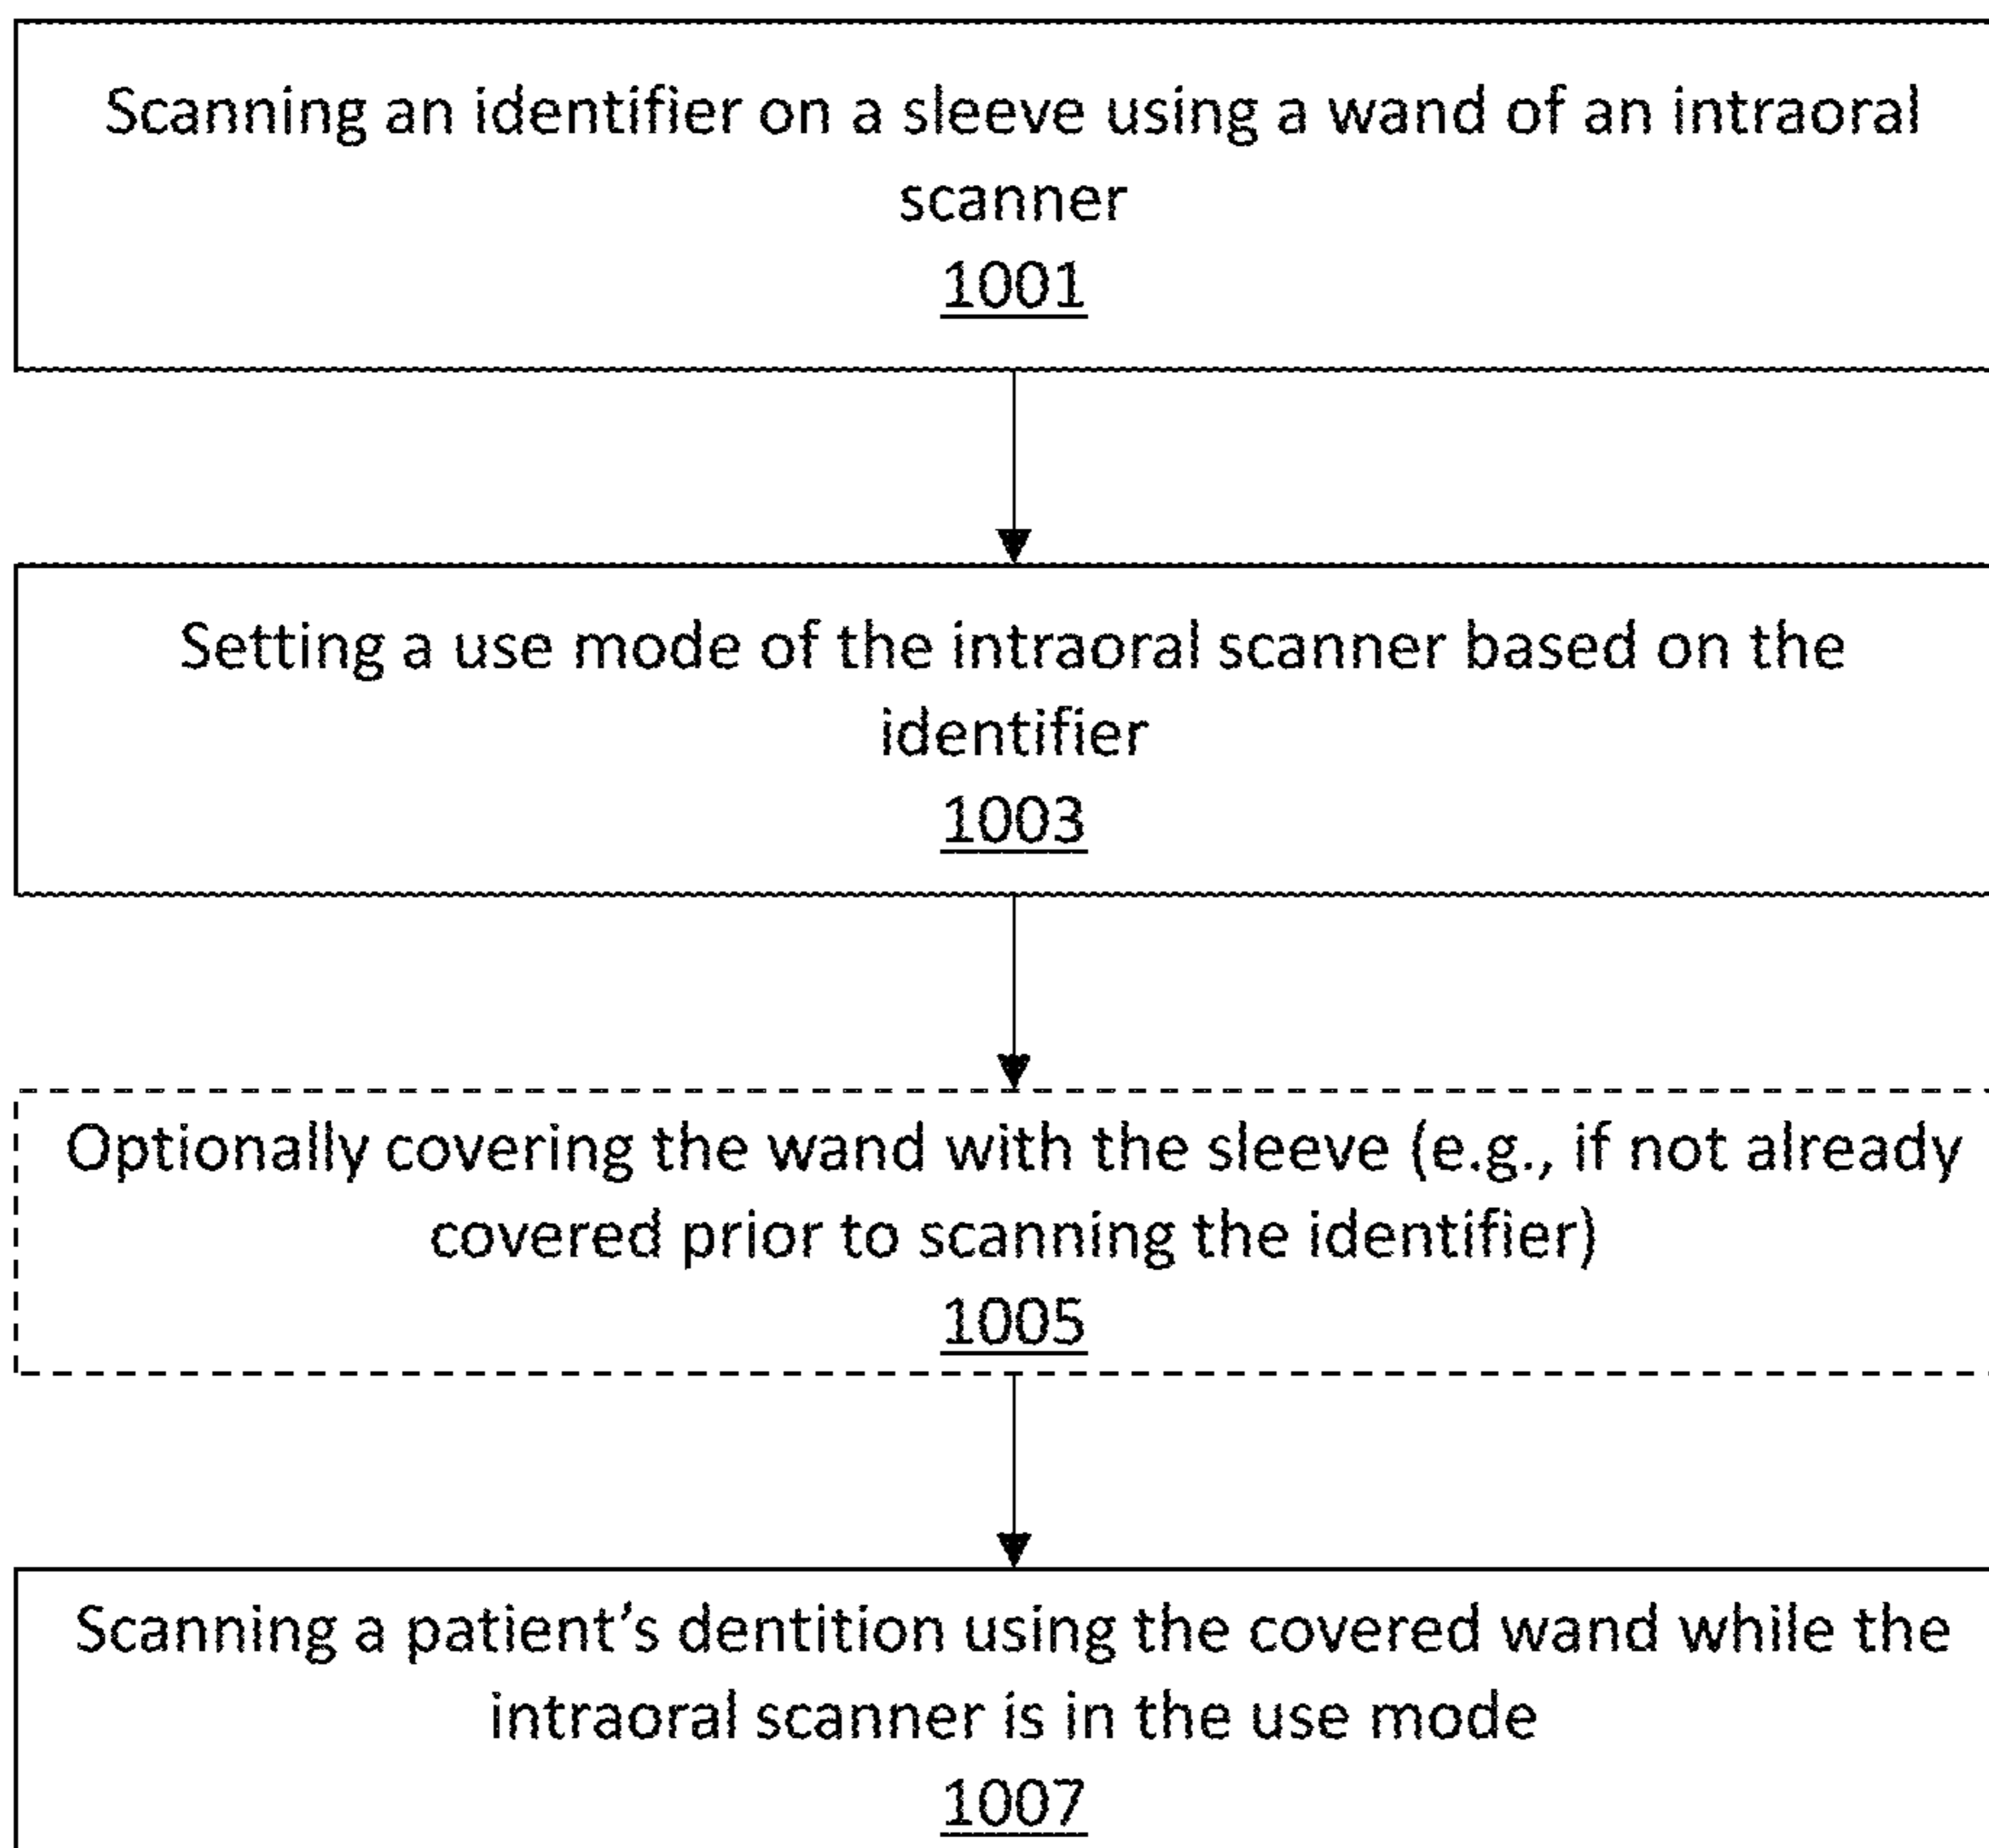 Scanning an identifier on a sleeve using a wand of an intraoral
scanner
1001
Setting a use mode of the intraoral scanner based on the
identifier
1003
Optionally covering the wand with the sleeve (e.g., if not already
covered prior to scanning the identifier)
1005
Scanning a patient’s dentition using the covered wand while the
intraoral scanner is in the use mode
1007